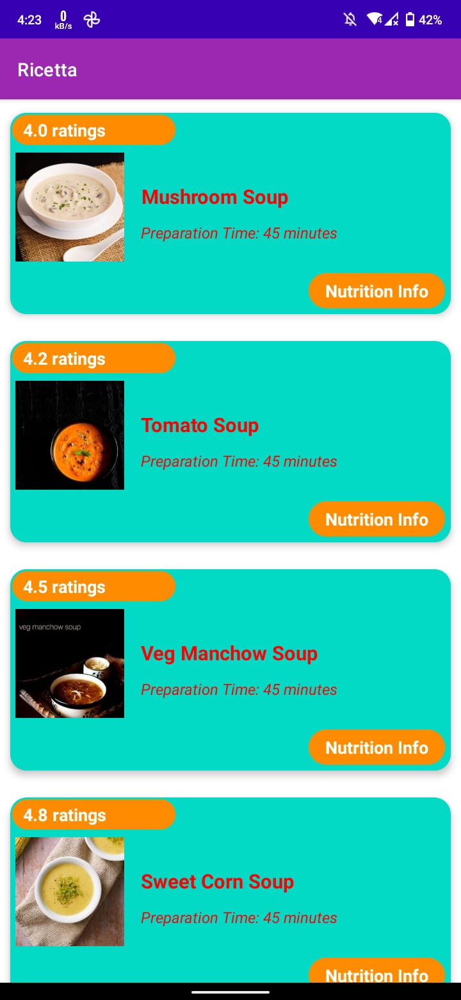 4:23 0 kB/s 4 42%
Ricetta
4.0 ratings
Mushroom Soup
Preparation Time: 45 minutes
Nutrition Info
4.2 ratings
Tomato Soup
Preparation Time: 45 minutes
Nutrition Info
4.5 ratings
veg manchow soup
Veg Manchow Soup
Preparation Time: 45 minutes
Nutrition Info
4.8 ratings
Sweet Corn Soup
Preparation Time: 45 minutes
Nutrition Info